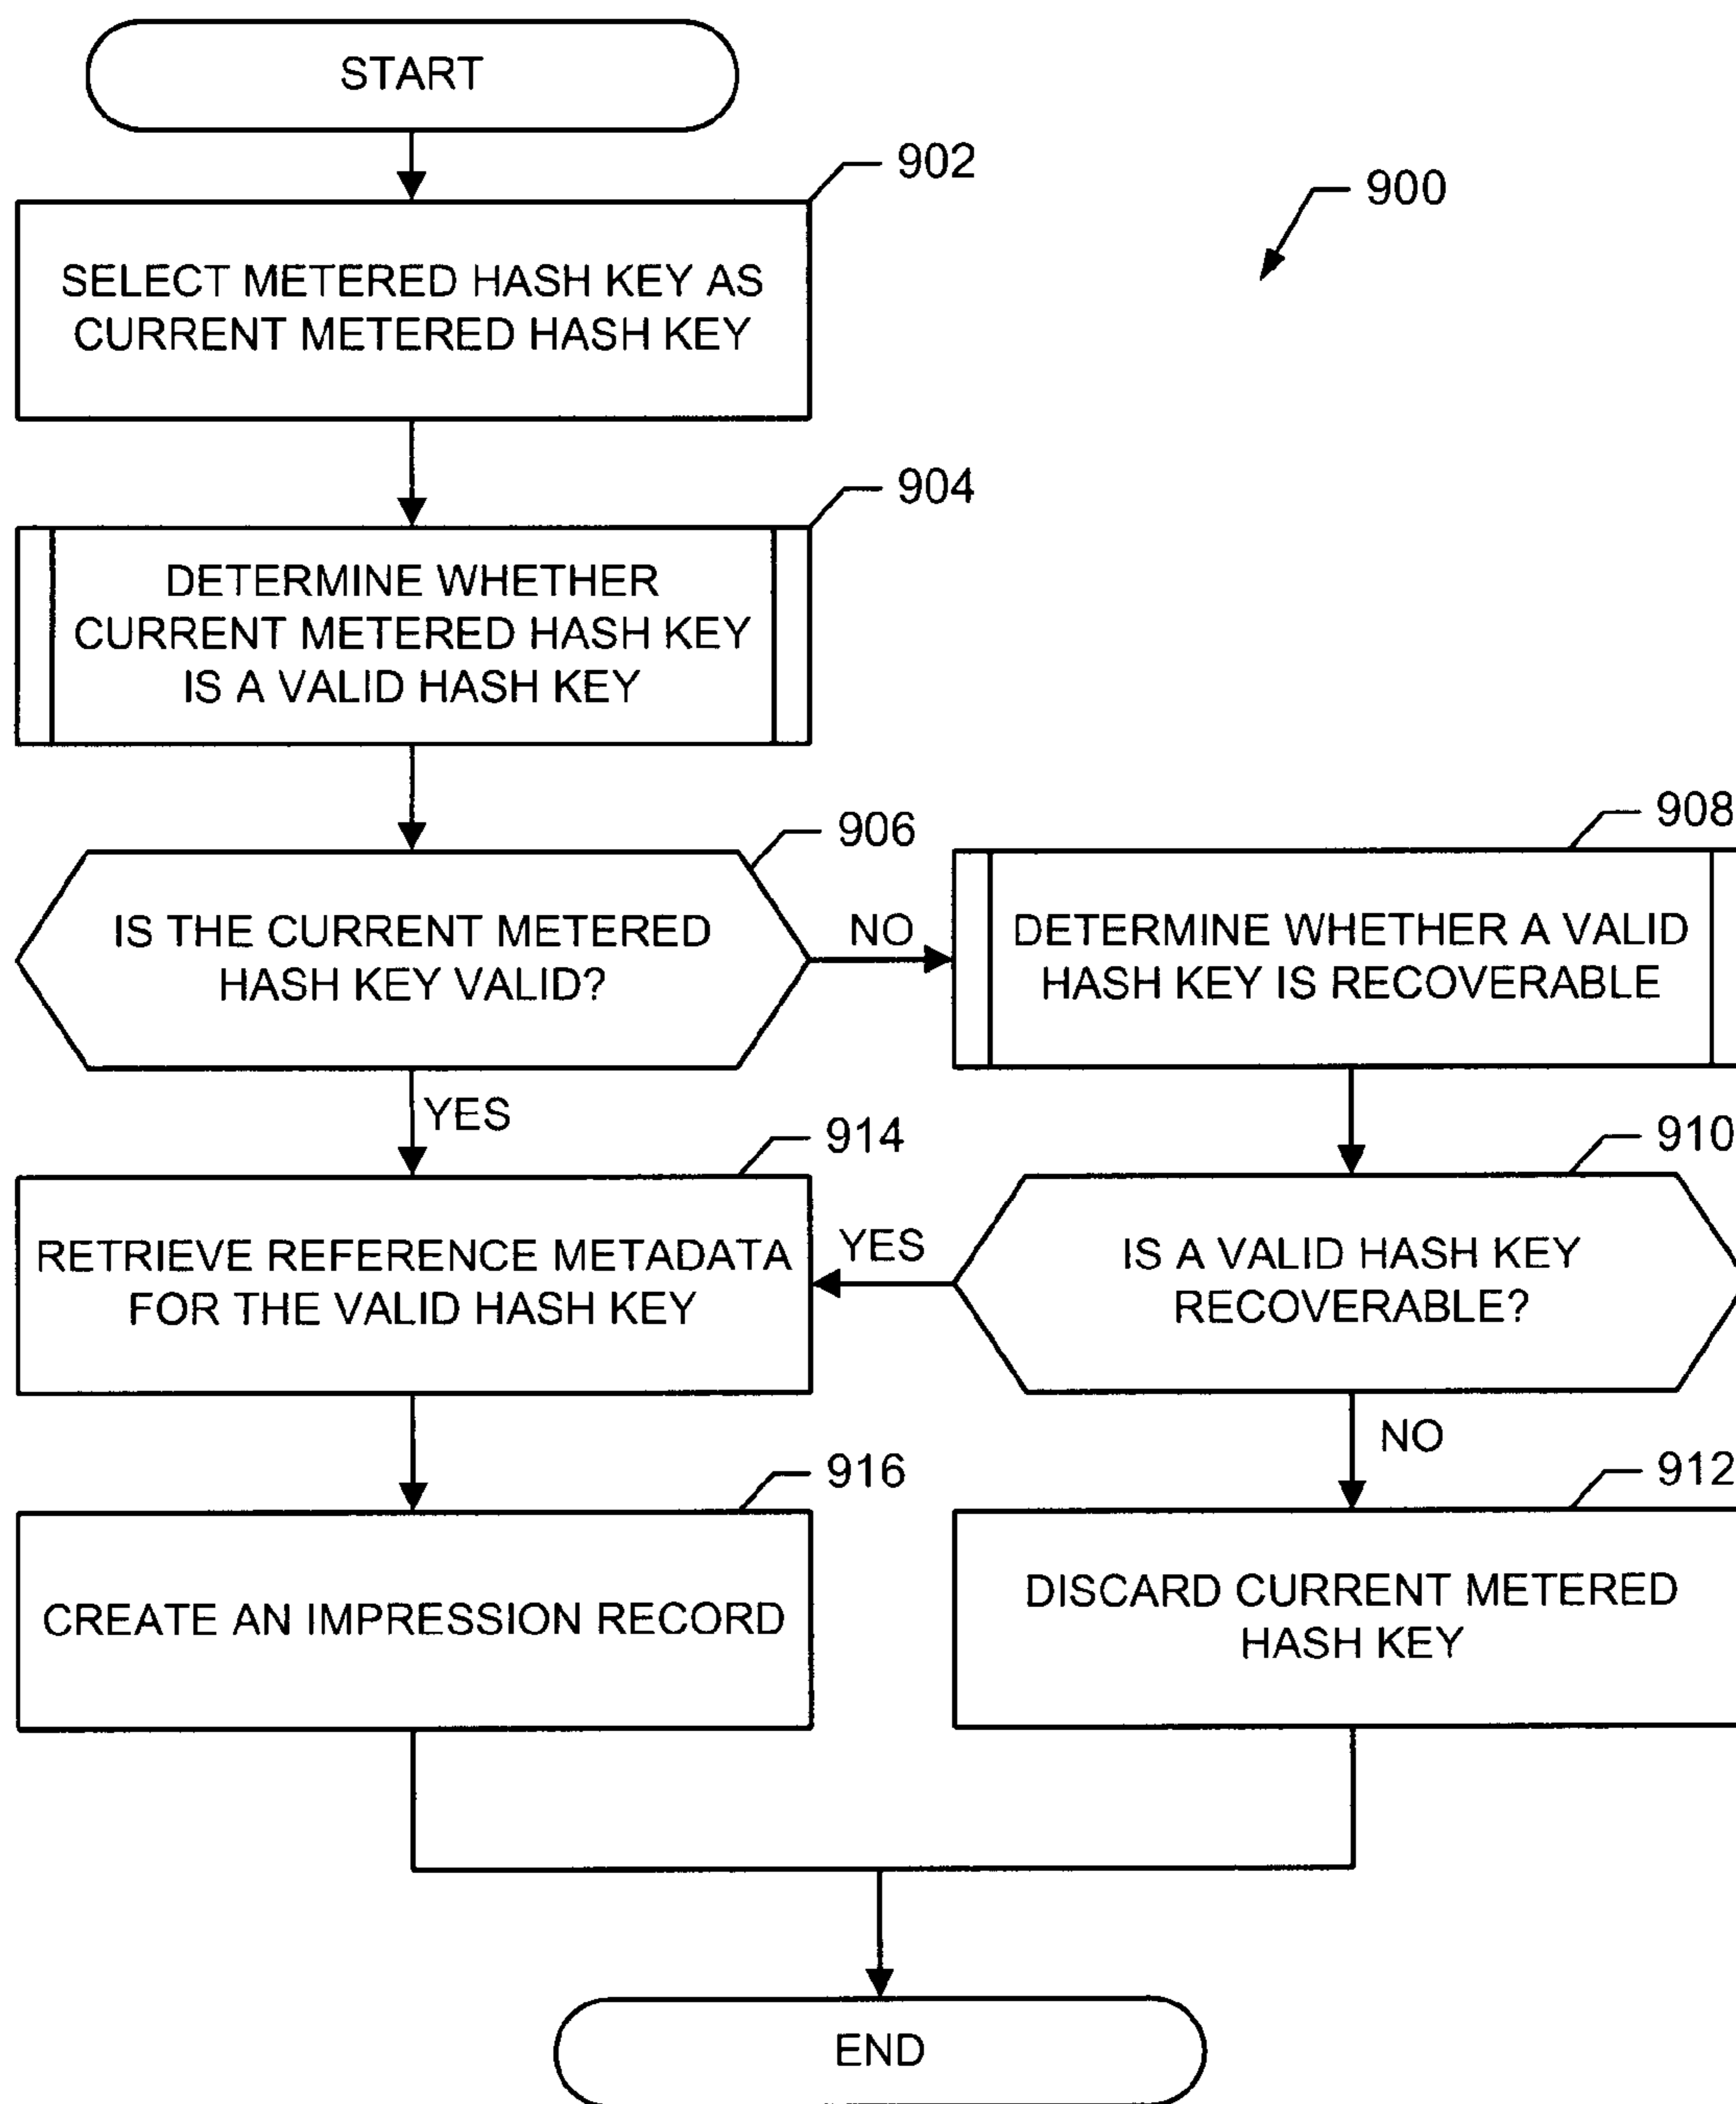 START
902
900
SELECT METERED HASH KEY AS
CURRENT METERED HASH KEY
904
DETERMINE WHETHER
CURRENT METERED HASH KEY
IS A VALID HASH KEY
906
908
IS THE CURRENT METERED
HASH KEY VALID?
NO
DETERMINE WHETHER A VALID
HASH KEY IS RECOVERABLE
YES
914
910
RETRIEVE REFERENCE METADATA
FOR THE VALID HASH KEY
YES
IS A VALID HASH KEY
RECOVERABLE?
NO
916
912
CREATE AN IMPRESSION RECORD
DISCARD CURRENT METERED
HASH KEY
END